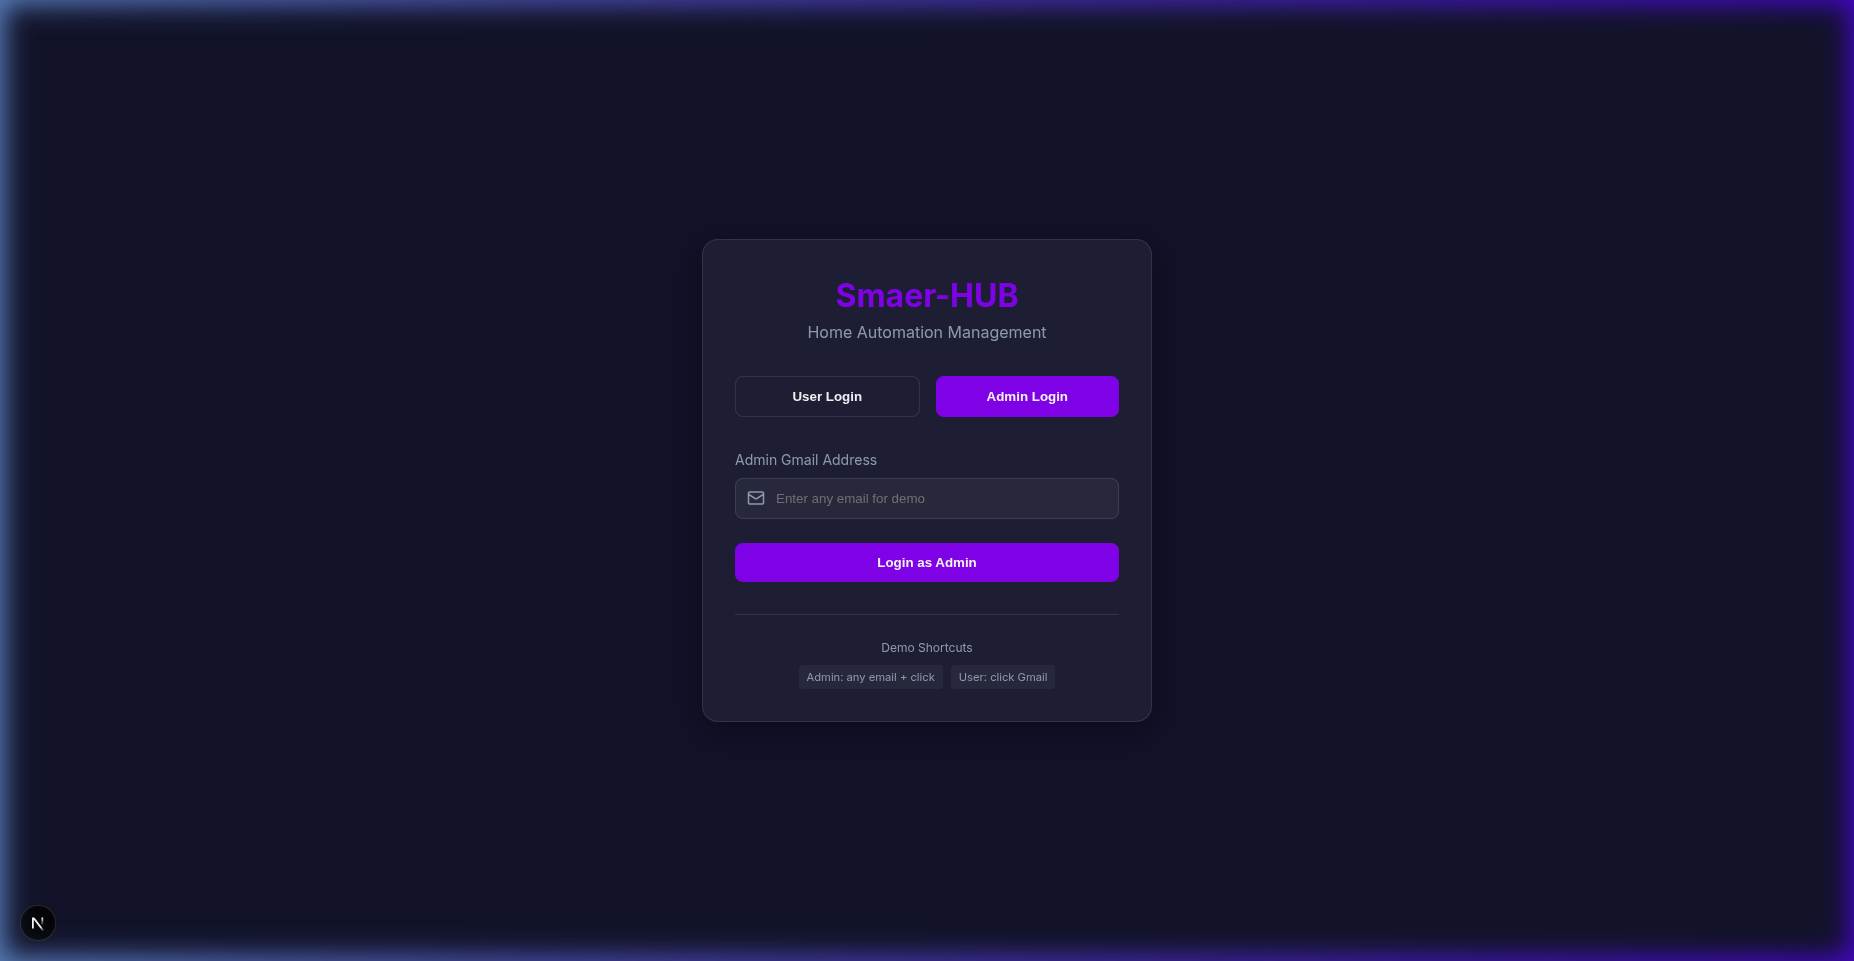 Smaer-HUB
Home Automation Management
User Login
Admin Login
Admin Gmail Address
Enter any email for demo
Login as Admin
Demo Shortcuts
Admin: any email + click
User: click Gmail
N